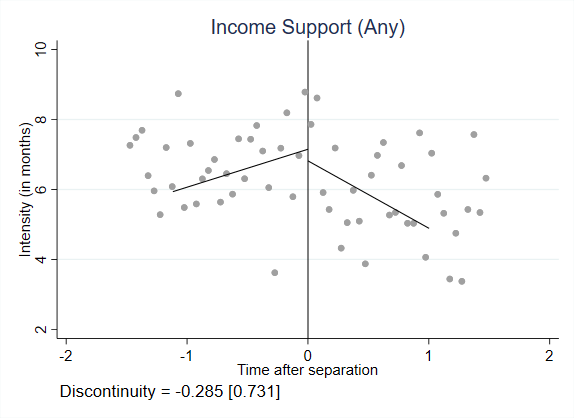 Income Support (Any)
Intensity (in months)
10
8
6
4
2
-2
-1
0
1
2
Time after separation
Discontinuity = -0.285 [0.731]